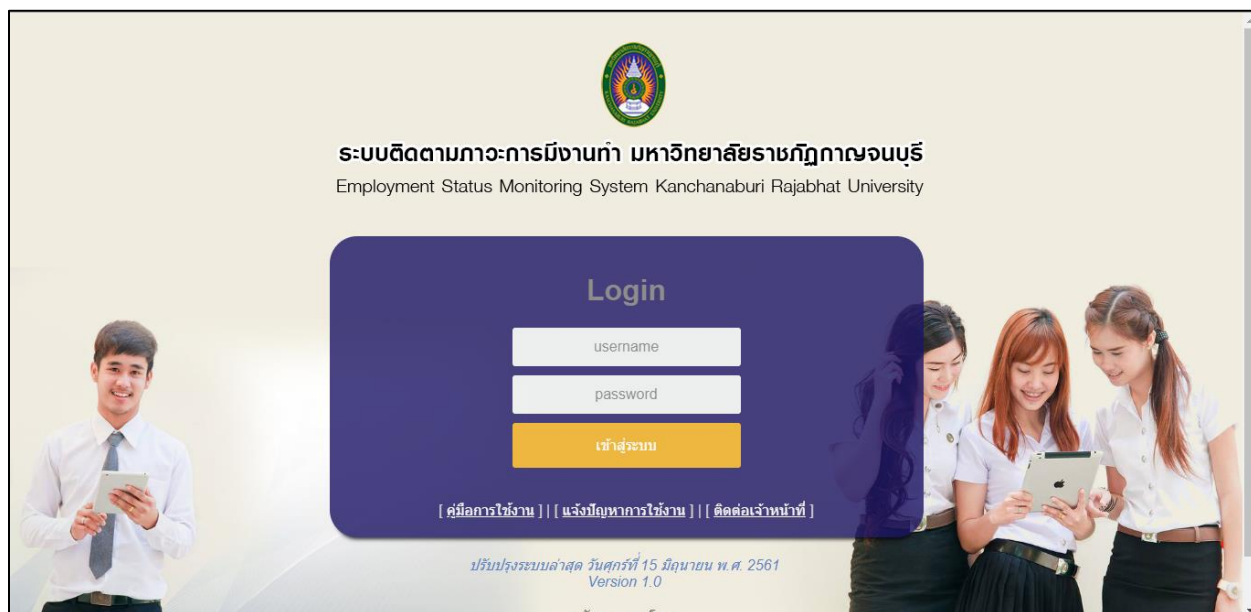 ระบบติดตามภาวะการมีงานทำ มหาวิทยาลัยราชภัฏกาญจนบุรี
Employment Status Monitoring System Kanchanaburi Rajabhat University
Login
username
password
เข้าสู่ระบบ
[ คู่มือการใช้งาน ] | [ แจ้งปัญหาการใช้งาน ] | [ ติดต่อเจ้าหน้าที่ ]
ปรับปรุงระบบล่าสุด วันศุกร์ที่ 15 มิถุนายน พ.ศ. 2561
Version 1.0